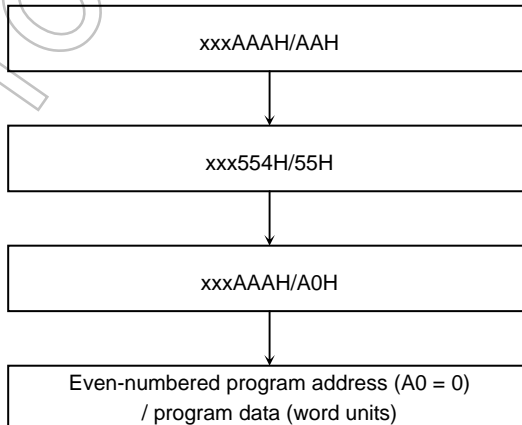 xxxAAAH/AAH
xxx554H/55H
xxxAAAH/A0H
Even-numbered program address (A0 = 0)
/ program data (word units)